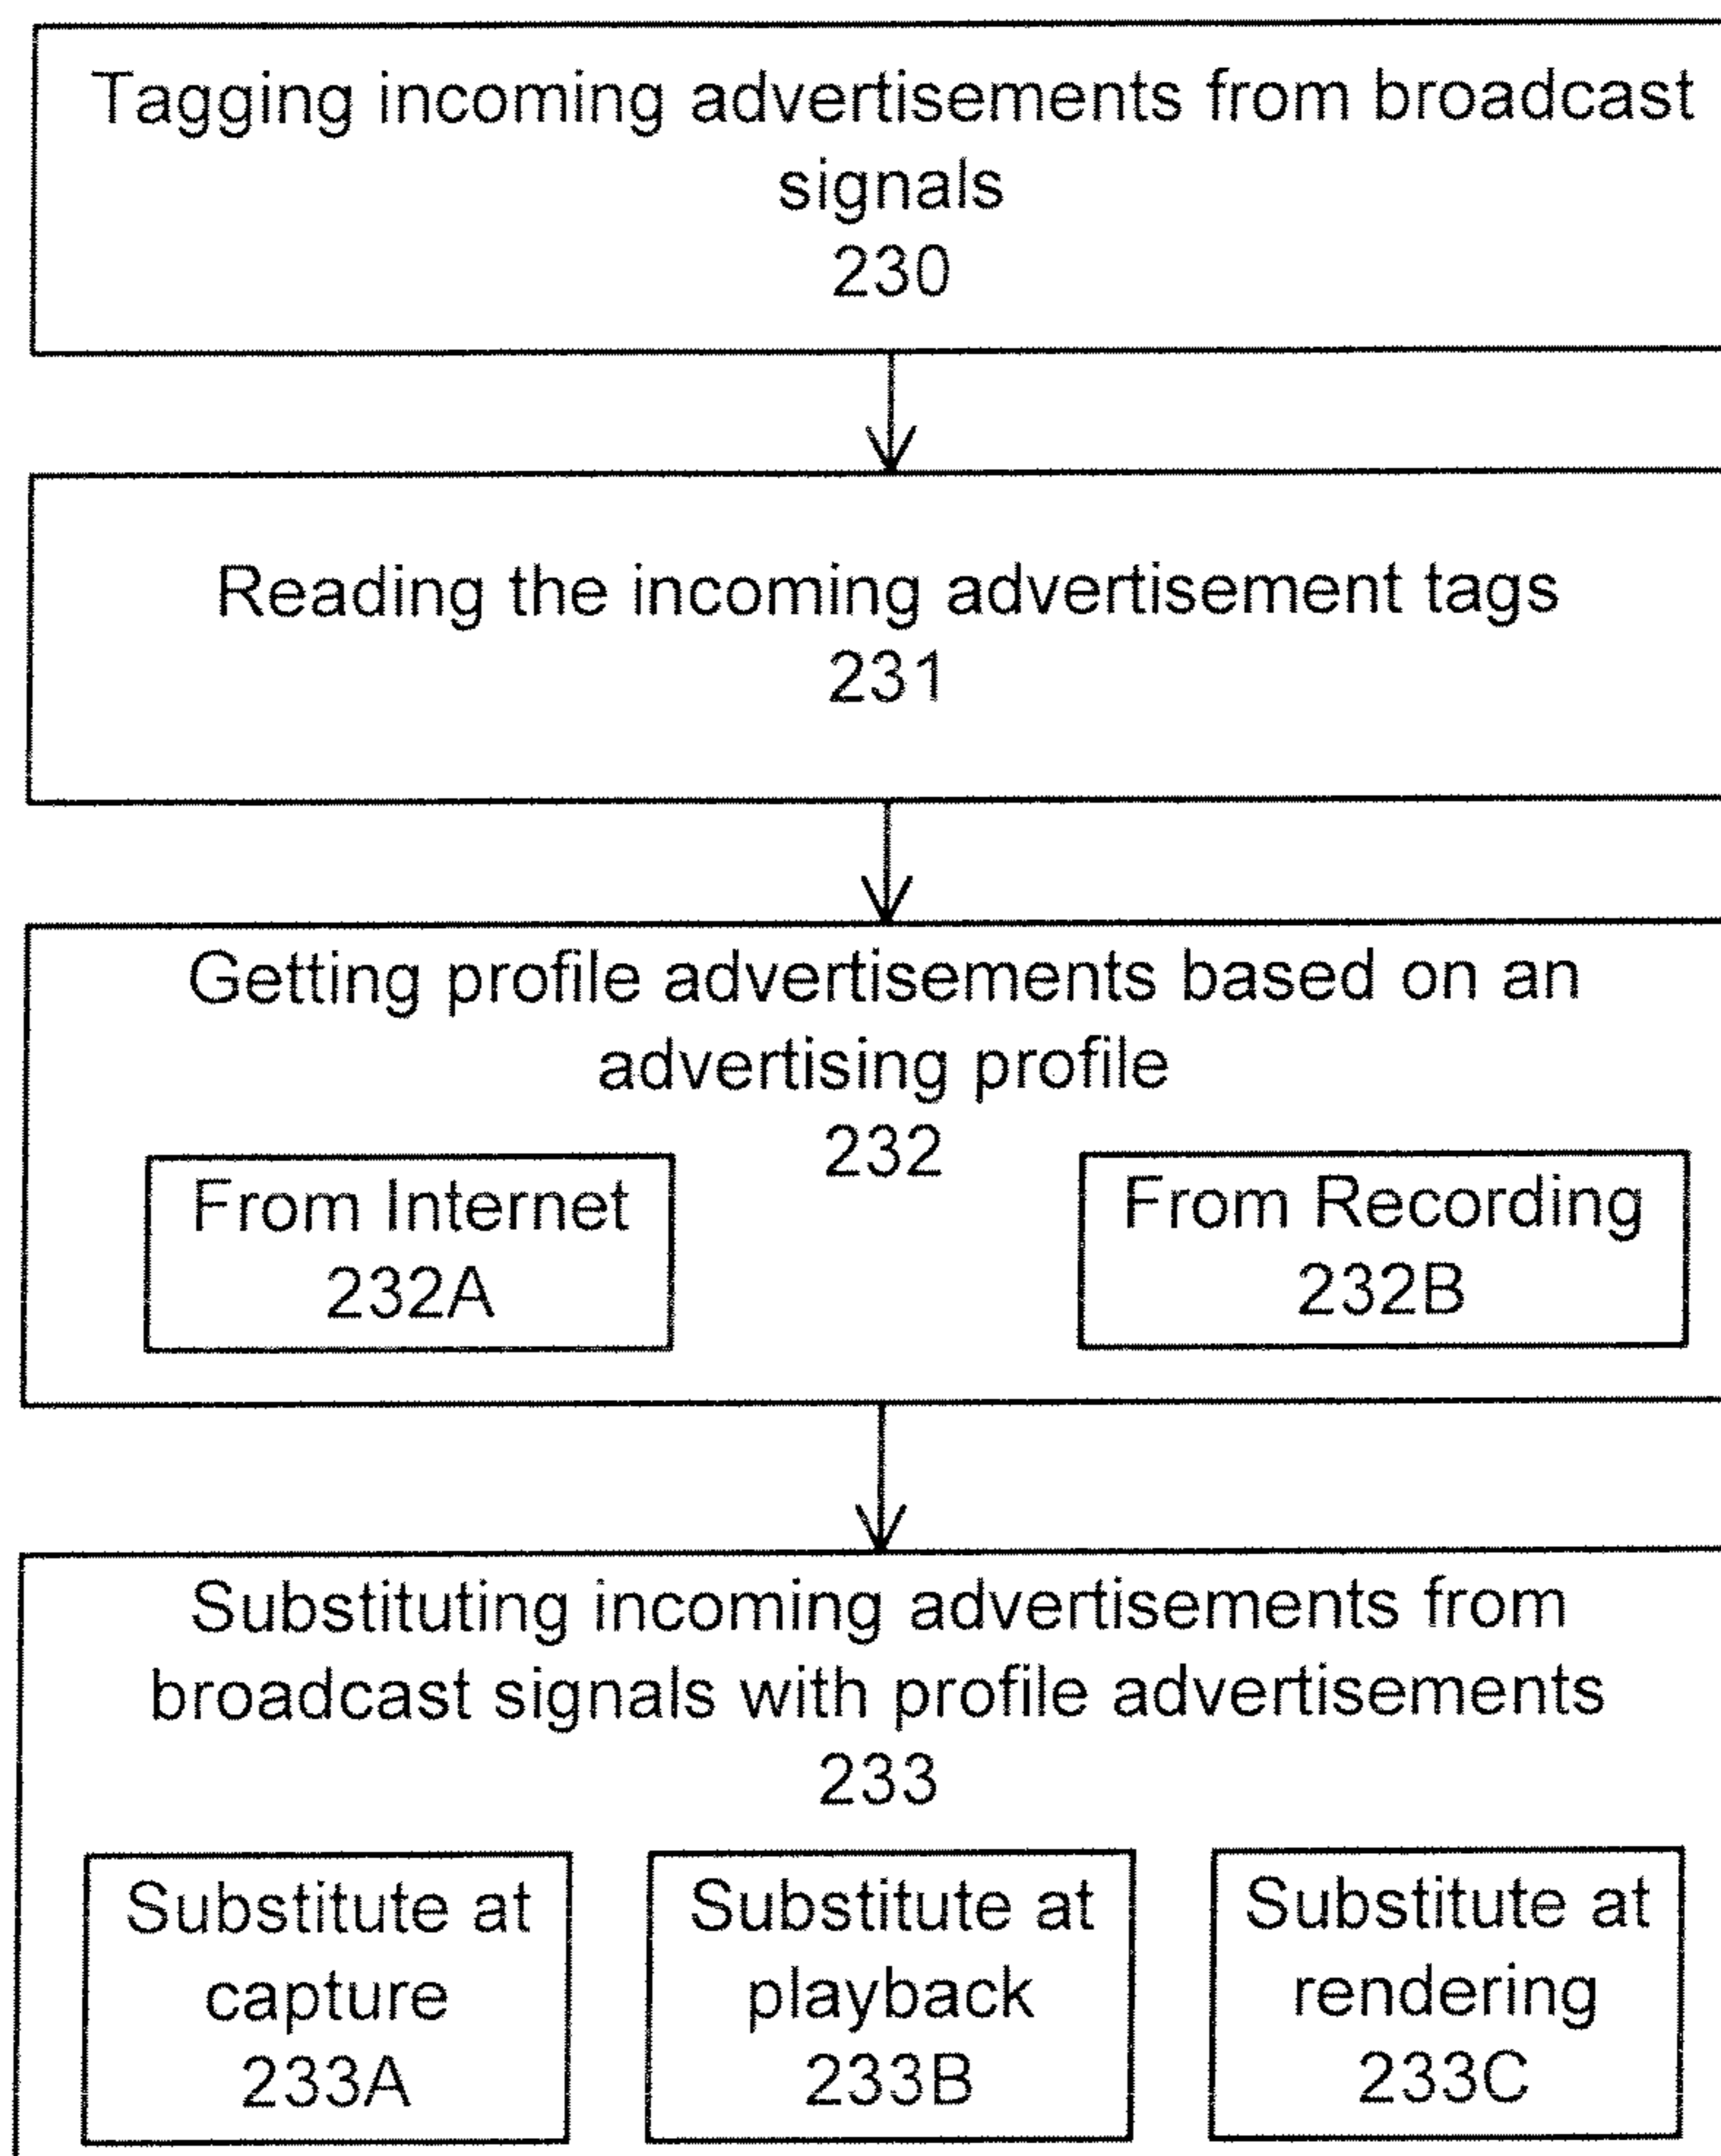 Tagging incoming advertisements from broadcast
signals
230
Reading the incoming advertisement tags
231
Getting profile advertisements based on an
advertising profile
232
From Internet
232A
From Recording
232B
Substituting incoming advertisements from
broadcast signals with profile advertisements
233
Substitute at
capture
233A
Substitute at
playback
233B
Substitute at
rendering
233C